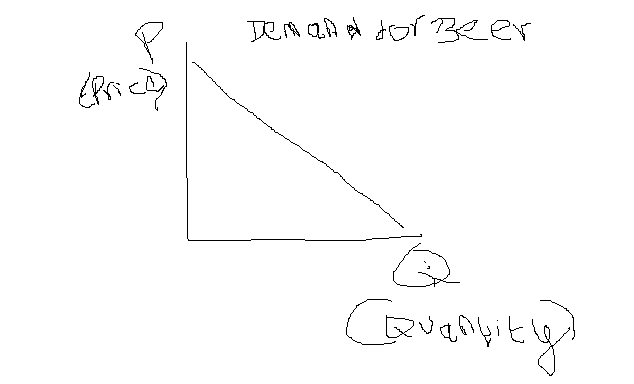 Demand for Beer
P
(Price)
Q
(Quantity)